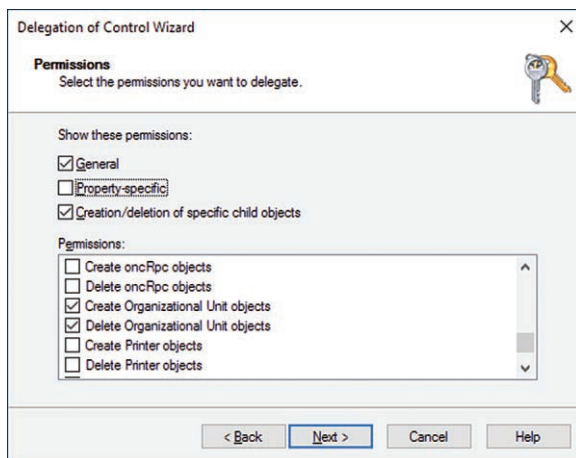 Delegation of Control Wizard
Permissions
Select the permissions you want to delegate.
Show these permissions:
General
Property-specific
Creation/deletion of specific child objects
Permissions:
Create oncRpc objects
Delete oncRpc objects
Create Organizational Unit objects
Delete Organizational Unit objects
Create Printer objects
Delete Printer objects
< Back Next > Cancel Help